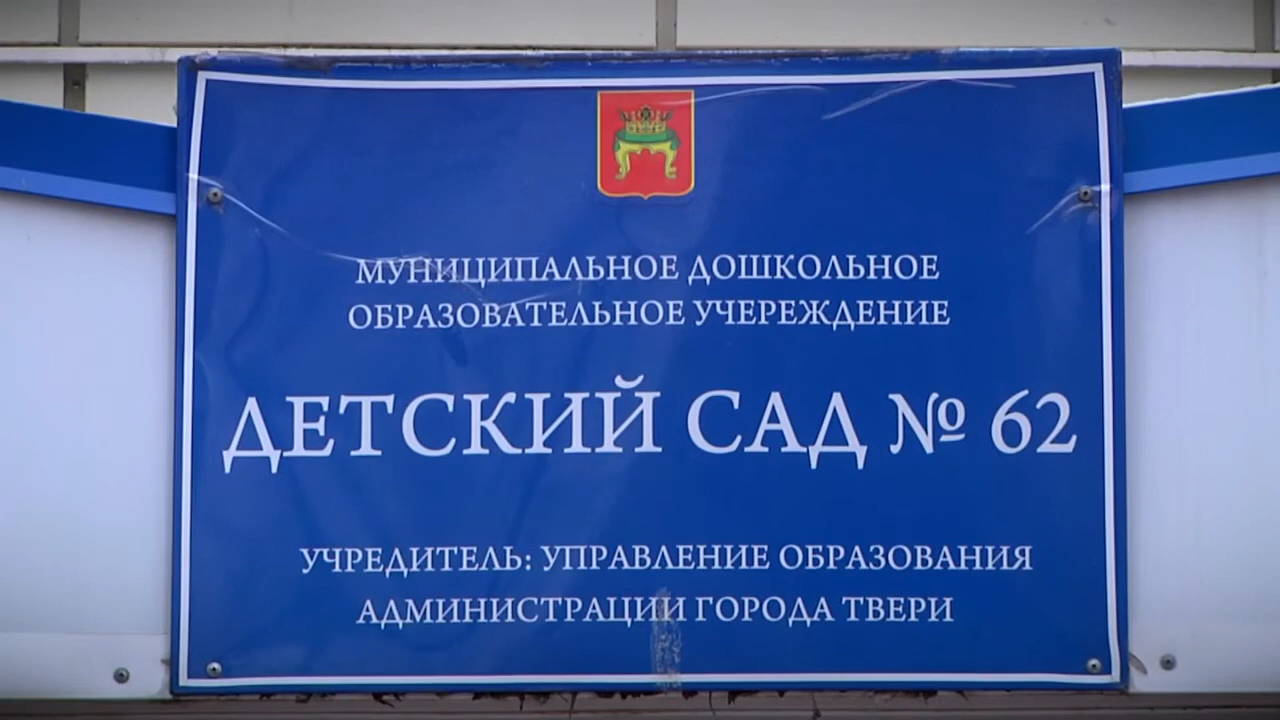 МУНИЦИПАЛЬНОЕ ДОШКОЛЬНОЕ
ОБРАЗОВАТЕЛЬНОЕ УЧЕРЕЖДЕНИЕ
ДЕТСКИЙ САД № 62
УЧРЕДИТЕЛЬ: УПРАВЛЕНИЕ ОБРАЗОВАНИЯ
АДМИНИСТРАЦИИ ГОРОДА ТВЕРИ